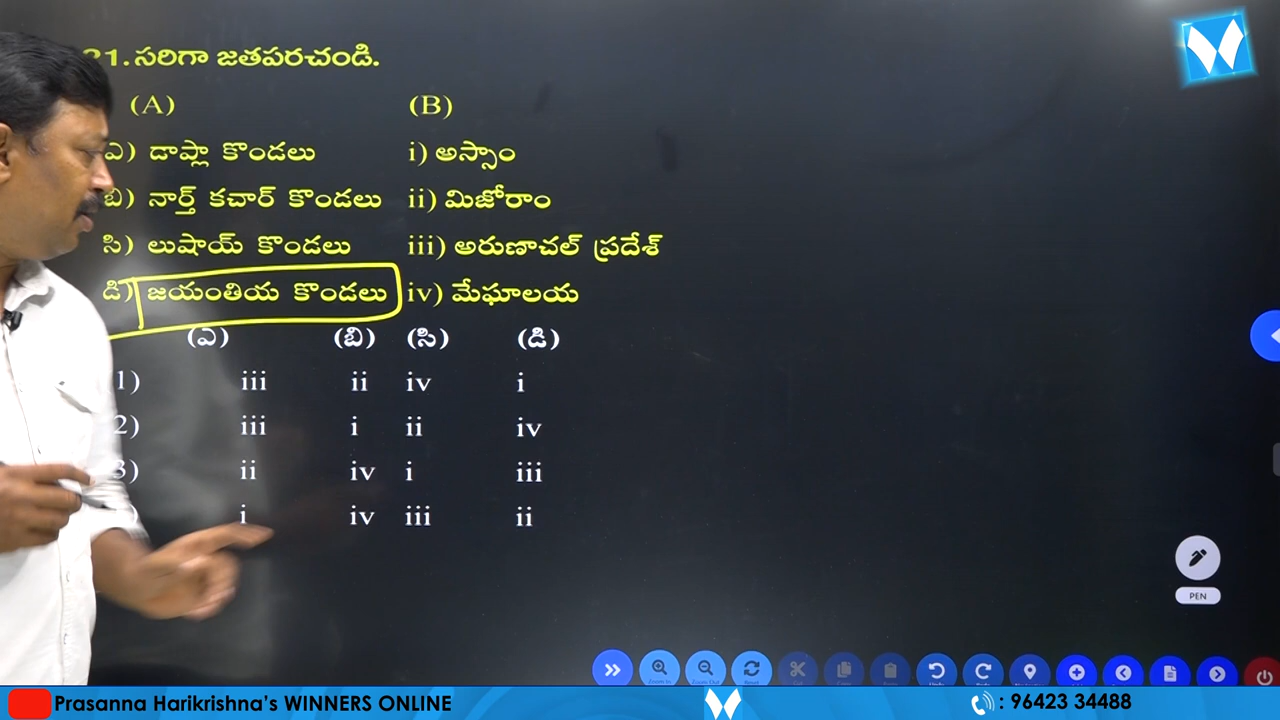 1. సరిగా జతపరచండి.
(A) (B)
ఎ) డాప్లా కొండలు i) అస్సాం
బి) నార్త్ కచార్ కొండలు ii) మిజోరాం
సి) లుషాయ్ కొండలు iii) అరుణాచల్ ప్రదేశ్
డి) జయంతియ కొండలు iv) మేఘాలయ
(ఎ) (బి) (సి) (డి)
1) iii ii iv i
2) iii i ii iv
3) ii iv i iii
) i iv iii ii
PEN
Prasanna Harikrishna's WINNERS ONLINE : 96423 34488